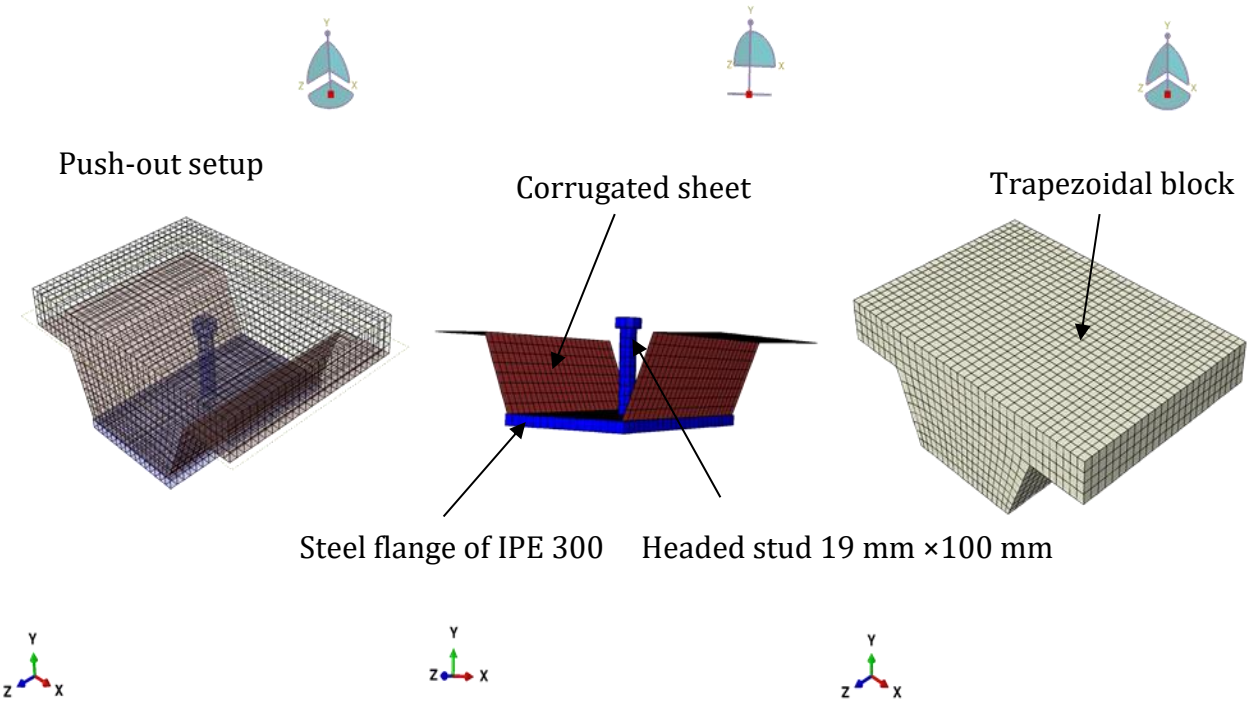 Y
Z X
Y
Z X
Y
Z X
Push-out setup
Corrugated sheet
Trapezoidal block
Steel flange of IPE 300
Headed stud 19 mm ×100 mm
Y
Z X
Y
Z X
Y
Z X